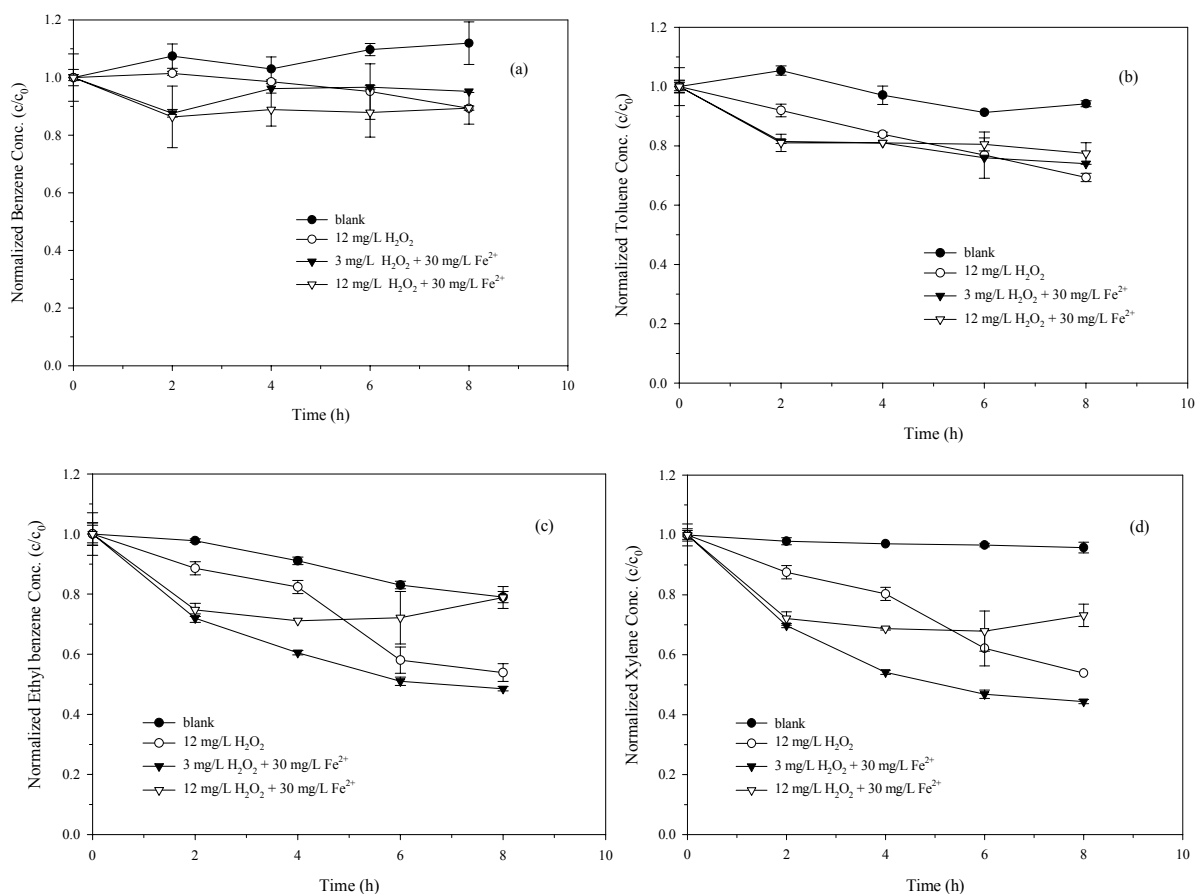 1.2
1.0
0.8
0.6
0.4
0.2
0.0
Normalized Benzene Conc. (c/c₀)
(a)
blank
12 mg/L H₂O₂
3 mg/L H₂O₂ + 30 mg/L Fe²⁺
12 mg/L H₂O₂ + 30 mg/L Fe²⁺
0 2 4 6 8 10
Time (h)
1.2
1.0
0.8
0.6
0.4
0.2
0.0
Normalized Toluene Conc. (c/c₀)
(b)
blank
12 mg/L H₂O₂
3 mg/L H₂O₂ + 30 mg/L Fe²⁺
12 mg/L H₂O₂ + 30 mg/L Fe²⁺
0 2 4 6 8 10
Time (h)
1.2
1.0
0.8
0.6
0.4
0.2
0.0
Normalized Ethyl benzene Conc. (c/c₀)
(c)
blank
12 mg/L H₂O₂
3 mg/L H₂O₂ + 30 mg/L Fe²⁺
12 mg/L H₂O₂ + 30 mg/L Fe²⁺
0 2 4 6 8 10
Time (h)
1.2
1.0
0.8
0.6
0.4
0.2
0.0
Normalized Xylene Conc. (c/c₀)
(d)
blank
12 mg/L H₂O₂
3 mg/L H₂O₂ + 30 mg/L Fe²⁺
12 mg/L H₂O₂ + 30 mg/L Fe²⁺
0 2 4 6 8 10
Time (h)